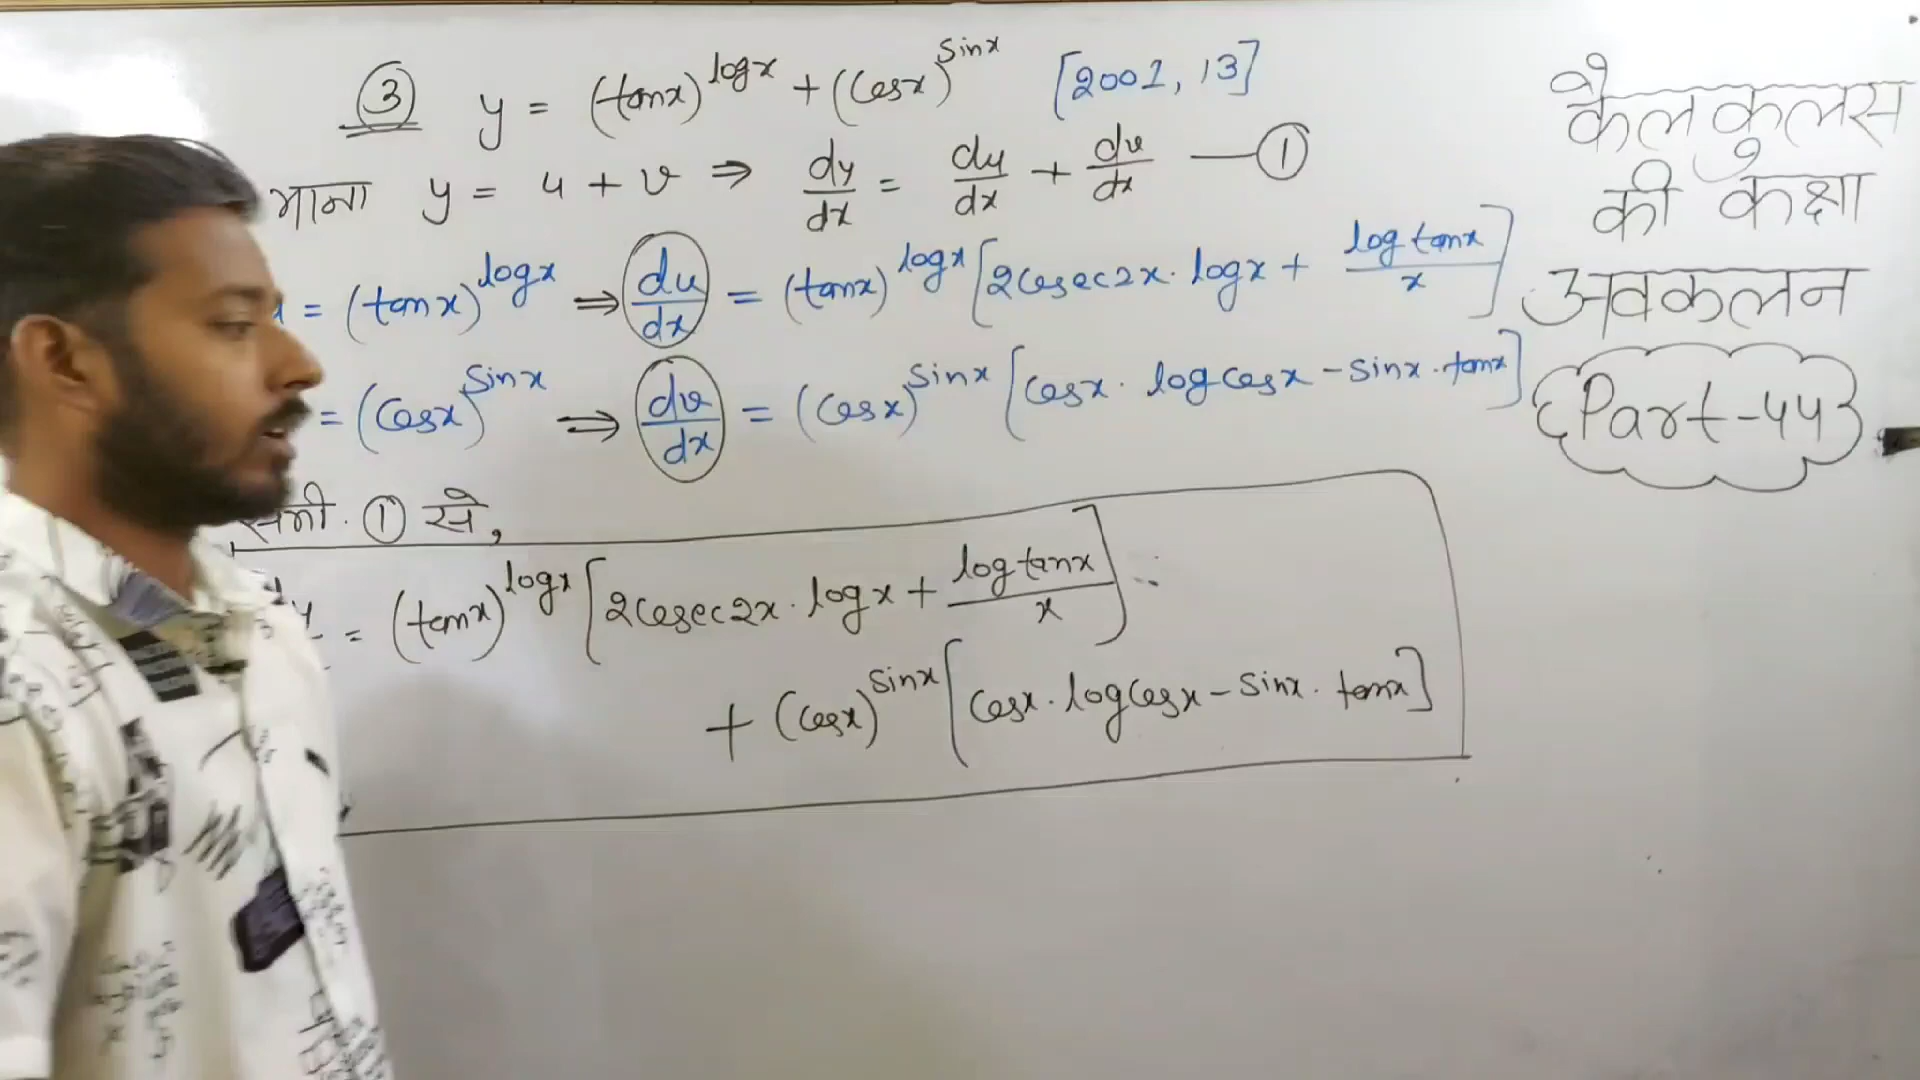 ③ y = (tanx)^logx + (cosx)^sinx [2001, 13]
माना y = u + v ⇒ dy/dx = du/dx + dv/dx —①
= (tanx)^logx ⇒ du/dx = (tanx)^logx [2cosec2x·logx + logtanx/x]
= (cosx)^sinx ⇒ dv/dx = (cosx)^sinx [cosx·logcosx - sinx·tanx]
समी. ① से,
= (tanx)^logx [2cosec2x·logx + logtanx/x]
+ (cosx)^sinx [cosx·logcosx - sinx·tanx]
कैलकुलस
की कक्षा
अवकलन
Part-44